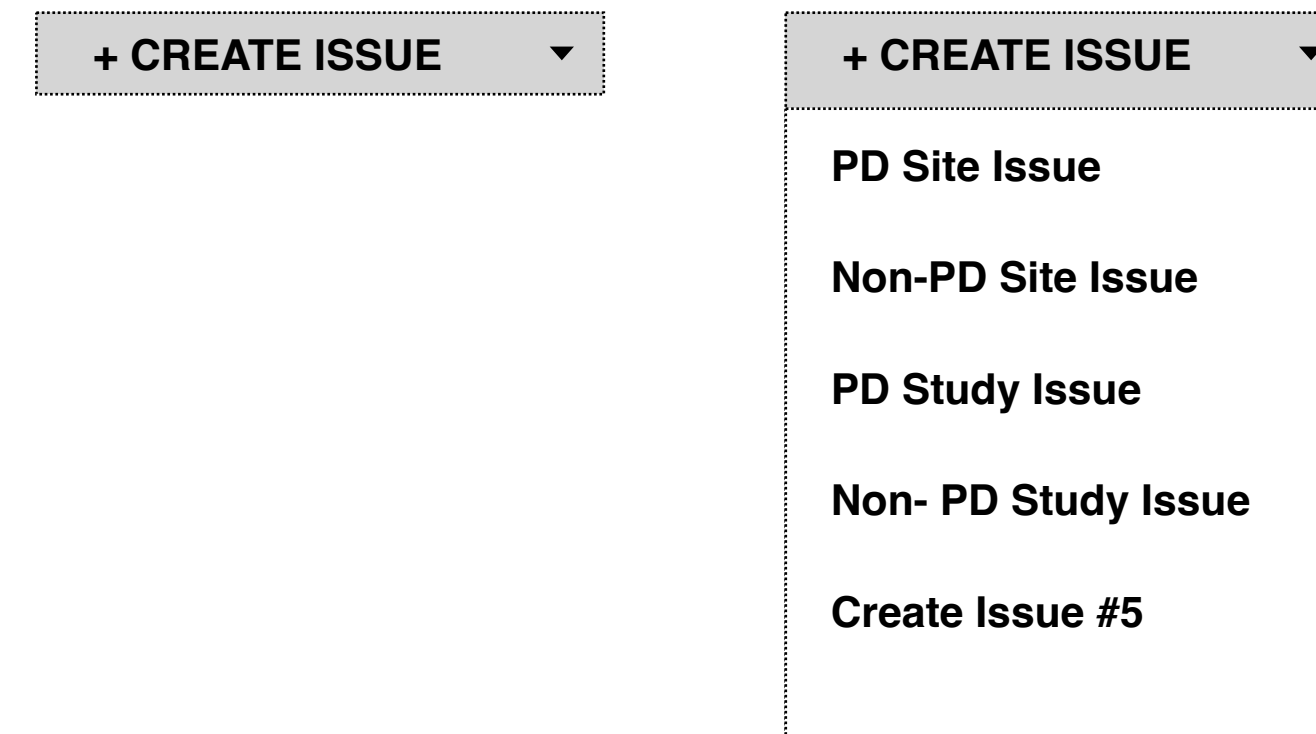 + CREATE ISSUE
+ CREATE ISSUE
PD Site Issue
Non-PD Site Issue
PD Study Issue
Non- PD Study Issue
Create Issue #5